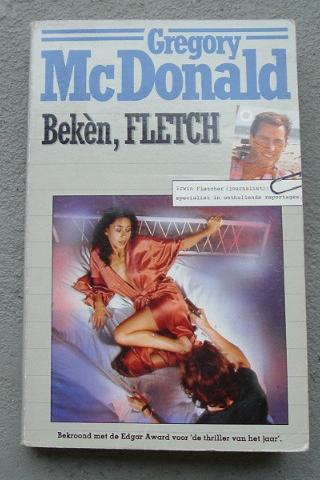 Gregory
McDonald
Bekèn, FLETCH
Irwin Fletcher (journalist);
specialist in onthullende reportages.
Bekroond met de Edgar Award voor 'de thriller van het jaar'.